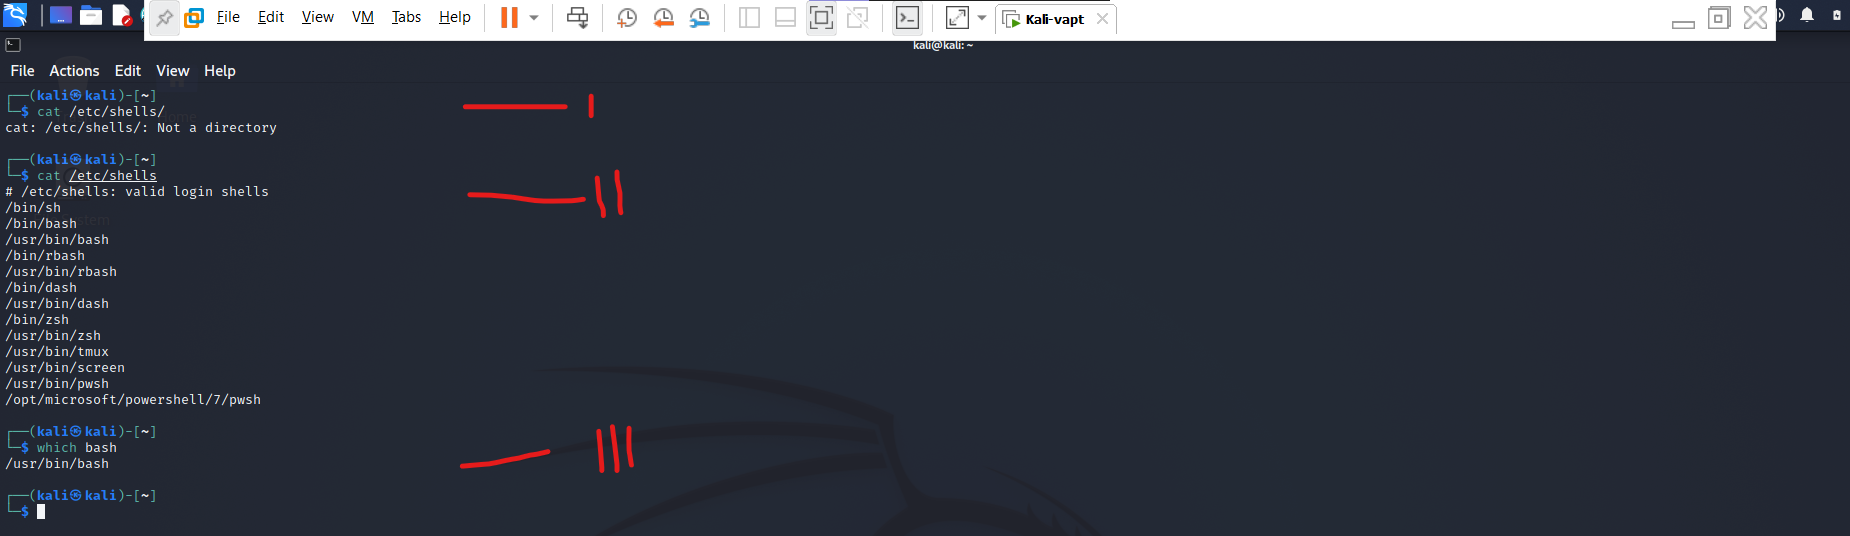 File Edit View VM Tabs Help Kali-vapt
kali@kali: ~
File Actions Edit View Help
┌──(kali㉿kali)-[~]
└─$ cat /etc/shells/
cat: /etc/shells/: Not a directory
┌──(kali㉿kali)-[~]
└─$ cat /etc/shells
# /etc/shells: valid login shells
/bin/sh
/bin/bash
/usr/bin/bash
/bin/rbash
/usr/bin/rbash
/bin/dash
/usr/bin/dash
/bin/zsh
/usr/bin/zsh
/usr/bin/tmux
/usr/bin/screen
/usr/bin/pwsh
/opt/microsoft/powershell/7/pwsh
┌──(kali㉿kali)-[~]
└─$ which bash
/usr/bin/bash
┌──(kali㉿kali)-[~]
└─$